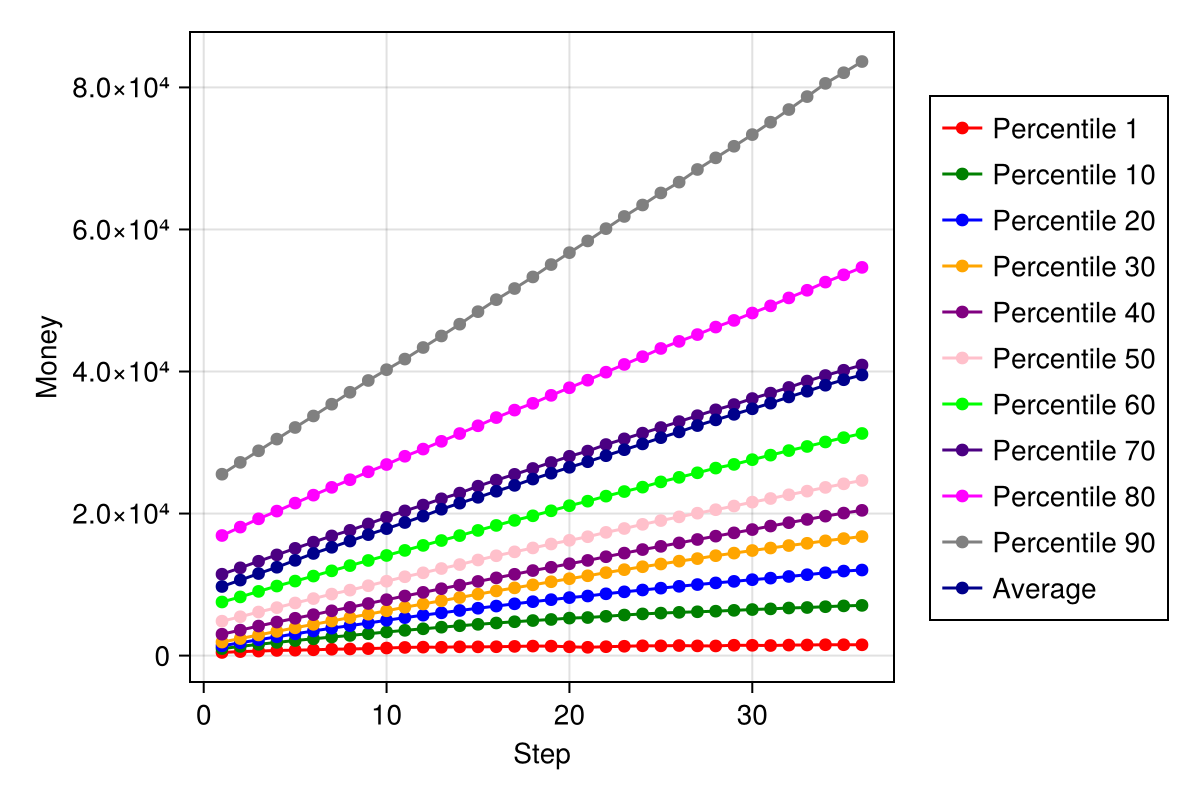 8.0×10⁴
6.0×10⁴
4.0×10⁴
2.0×10⁴
0
Money
0 10 20 30
Step
Percentile 1
Percentile 10
Percentile 20
Percentile 30
Percentile 40
Percentile 50
Percentile 60
Percentile 70
Percentile 80
Percentile 90
Average